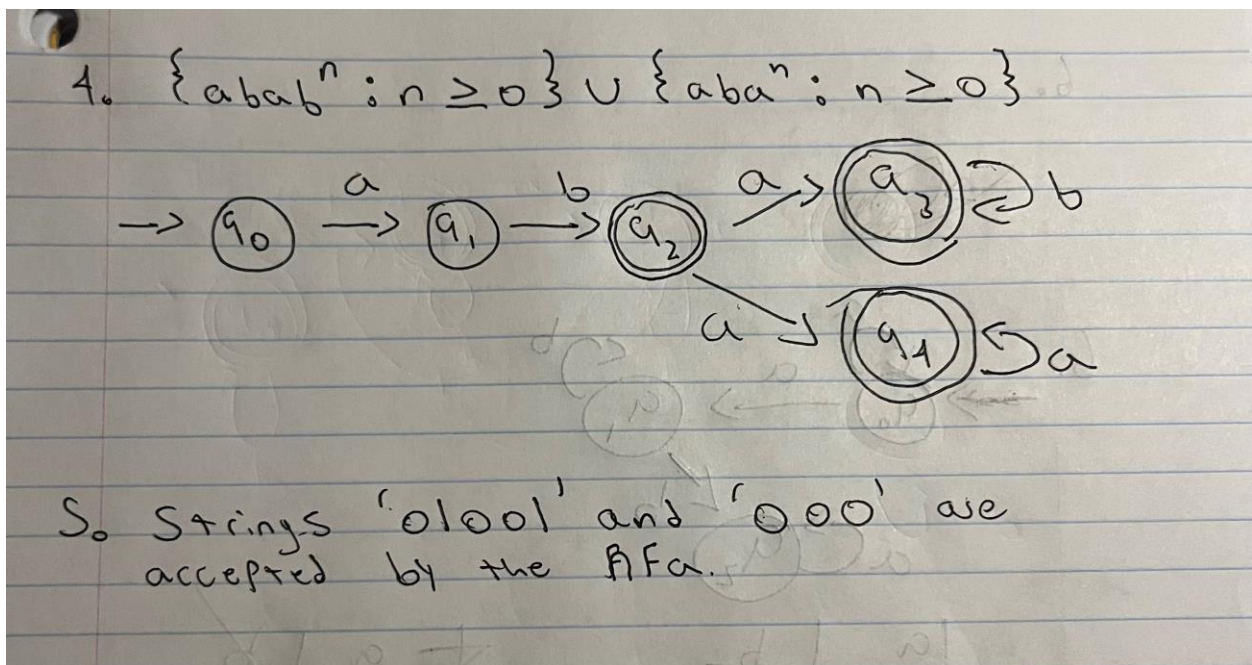 4. {abab^n : n ≥ 0} ∪ {aba^n : n ≥ 0}
a b a b
→ q0 → q1 → q2 q3
a q4 a
5. Strings '01001' and '000' are
accepted by the nfa.